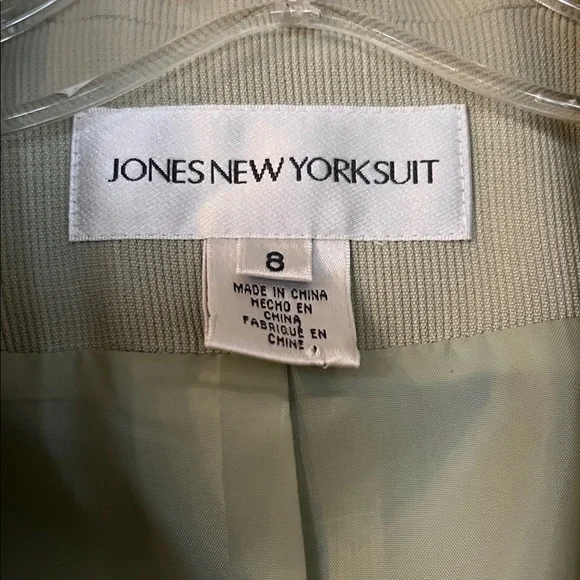 JONES NEW YORK SUIT
8
MADE IN CHINA
HECHO EN
CHINA
FABRIQUE EN
CHINE